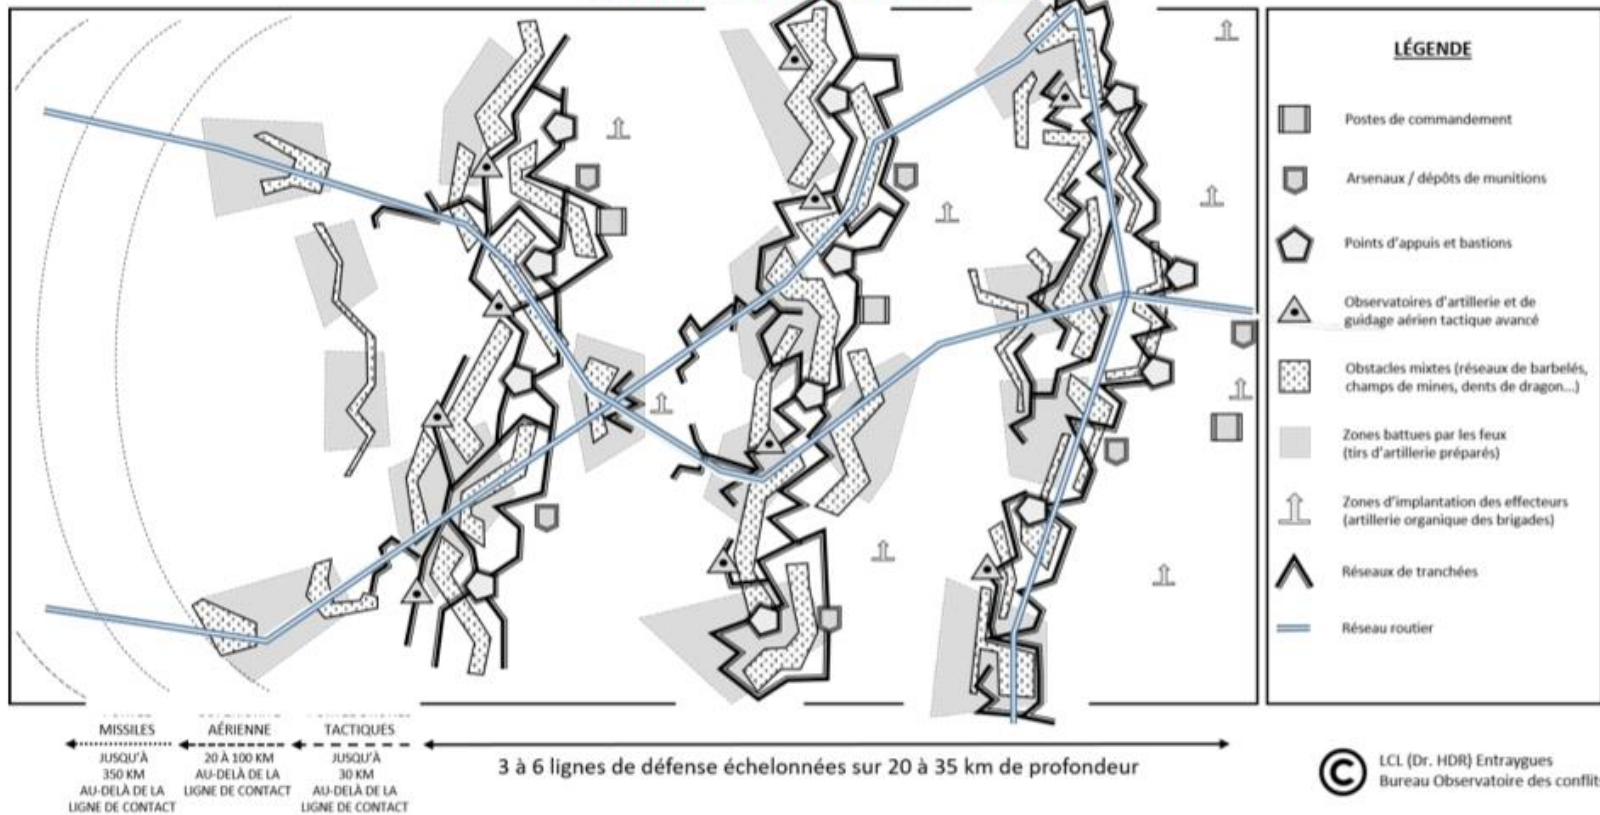 LÉGENDE
Postes de commandement
Arsenaux / dépôts de munitions
Points d'appuis et bastions
Observatoires d'artillerie et de
guidage aérien tactique avancé
Obstacles mixtes (réseaux de barbelés,
champs de mines, dents de dragon...)
Zones battues par les feux
(tirs d'artillerie préparés)
Zones d'implantation des effecteurs
(artillerie organique des brigades)
Réseaux de tranchées
Réseau routier
MISSILES
JUSQU'À
350 KM
AU-DELÀ DE LA
LIGNE DE CONTACT
AÉRIENNE
20 À 100 KM
AU-DELÀ DE LA
LIGNE DE CONTACT
TACTIQUES
JUSQU'À
30 KM
AU-DELÀ DE LA
LIGNE DE CONTACT
3 à 6 lignes de défense échelonnées sur 20 à 35 km de profondeur
C
LCL (Dr. HDR) Entraygues
Bureau Observatoire des conflits